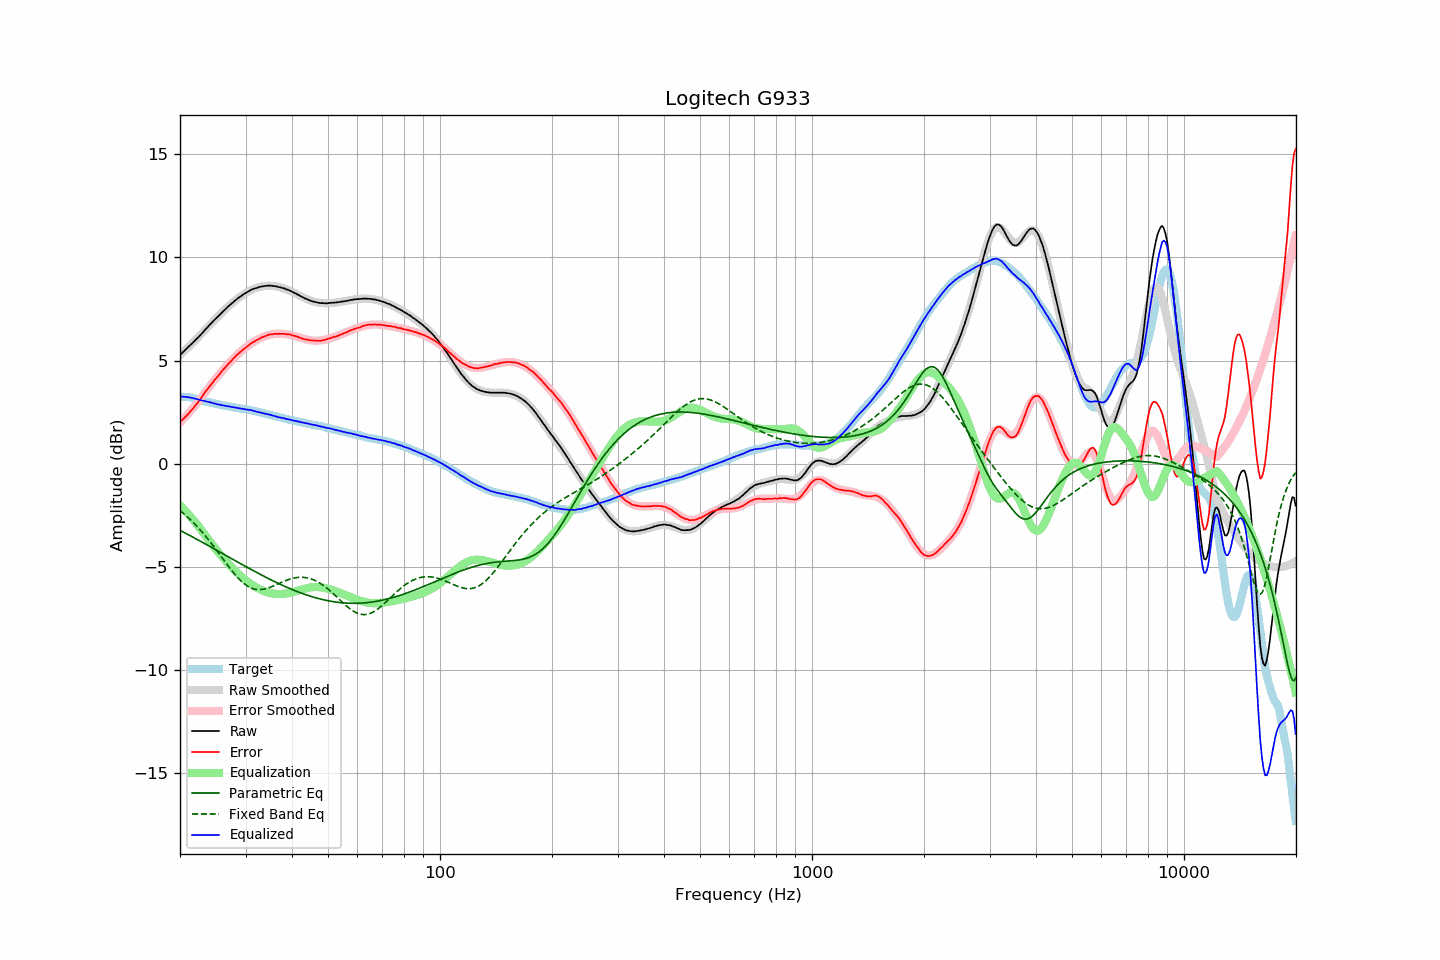 Logitech G933
Amplitude (dBr)
15
10
5
0
−5
−10
−15
Target
Raw Smoothed
Error Smoothed
Raw
Error
Equalization
Parametric Eq
Fixed Band Eq
Equalized
100
1000
10000
Frequency (Hz)